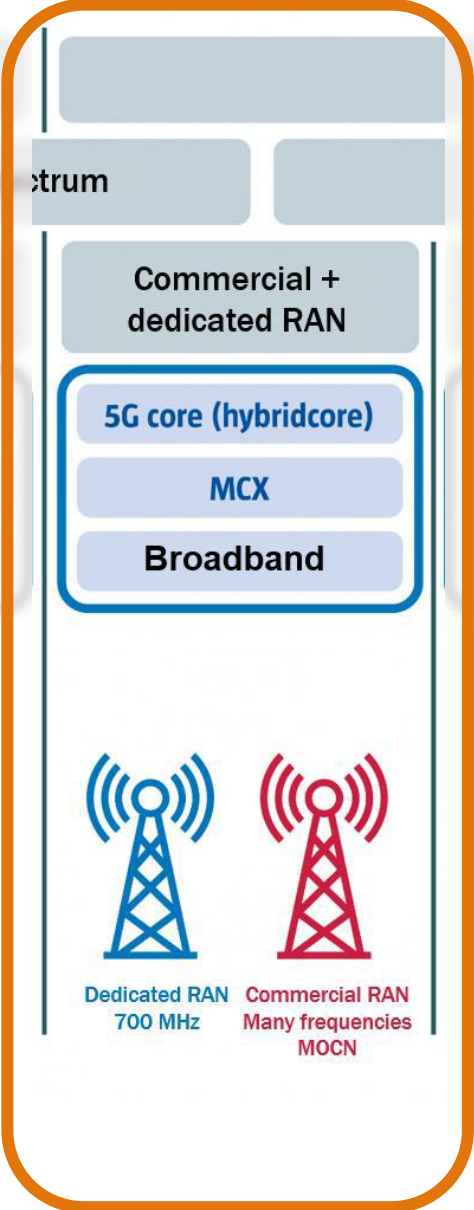 ctrum
Commercial +
dedicated RAN
5G core (hybridcore)
MCX
Broadband
Dedicated RAN
700 MHz
Commercial RAN
Many frequencies
MOCN